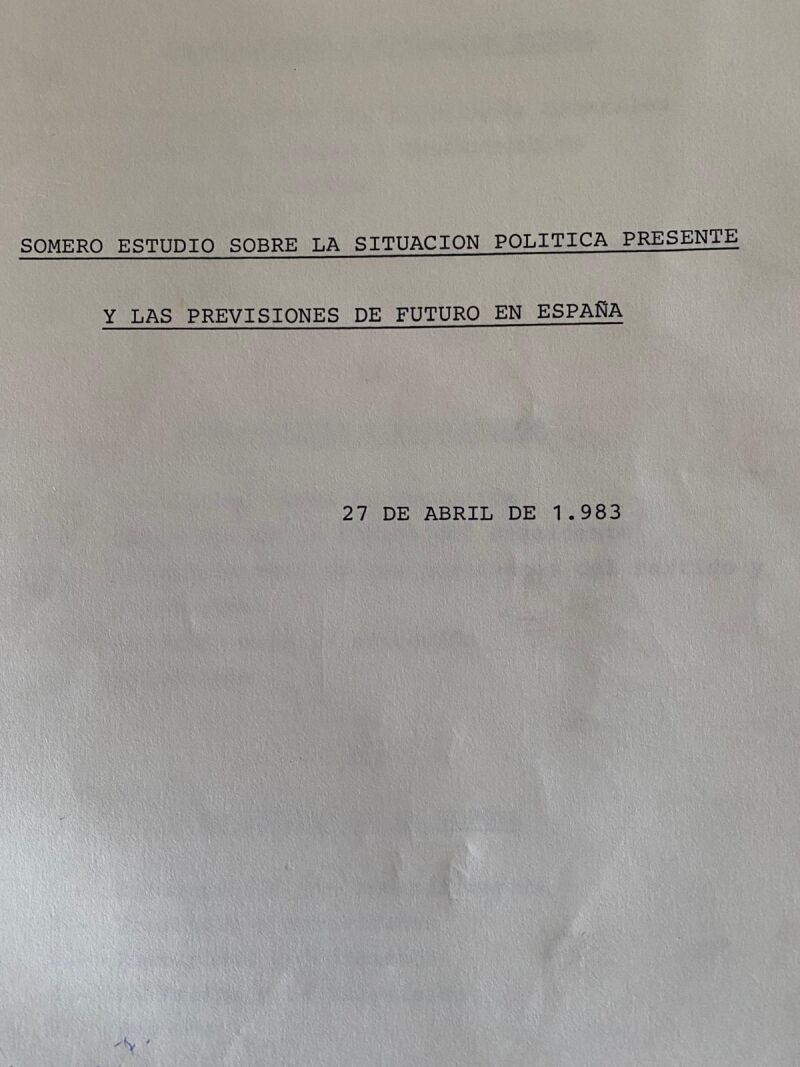 SOMERO ESTUDIO SOBRE LA SITUACION POLITICA PRESENTE
Y LAS PREVISIONES DE FUTURO EN ESPAÑA
27 DE ABRIL DE 1.983